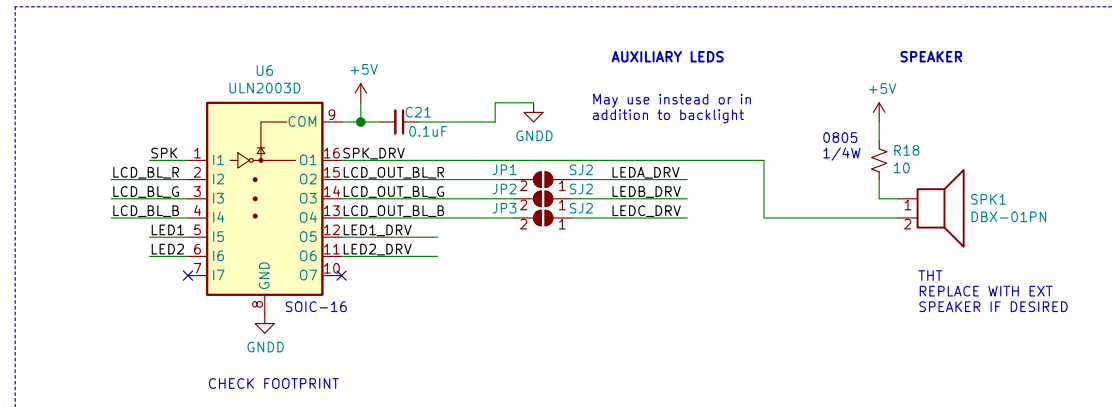 AUXILIARY LEDS
SPEAKER
U6
ULN2003D
+5V
May use instead or in
addition to backlight
+5V
C21
0.1uF
GNDD
COM 9
0805
1/4W
R18
10
SPK 1 I1 O1 16 SPK_DRV
LCD_BL_R 2 I2 O2 15 LCD_OUT_BL_R JP1 2 1 SJ2 LEDA_DRV
LCD_BL_G 3 I3 O3 14 LCD_OUT_BL_G JP2 2 1 SJ2 LEDB_DRV
LCD_BL_B 4 I4 O4 13 LCD_OUT_BL_B JP3 2 1 SJ2 LEDC_DRV
LED1 5 I5 O5 12 LED1_DRV
LED2 6 I6 O6 11 LED2_DRV
7 I7 O7 10
1
2
SPK1
DBX-01PN
GND
8
SOIC-16
GNDD
THT
REPLACE WITH EXT
SPEAKER IF DESIRED
CHECK FOOTPRINT